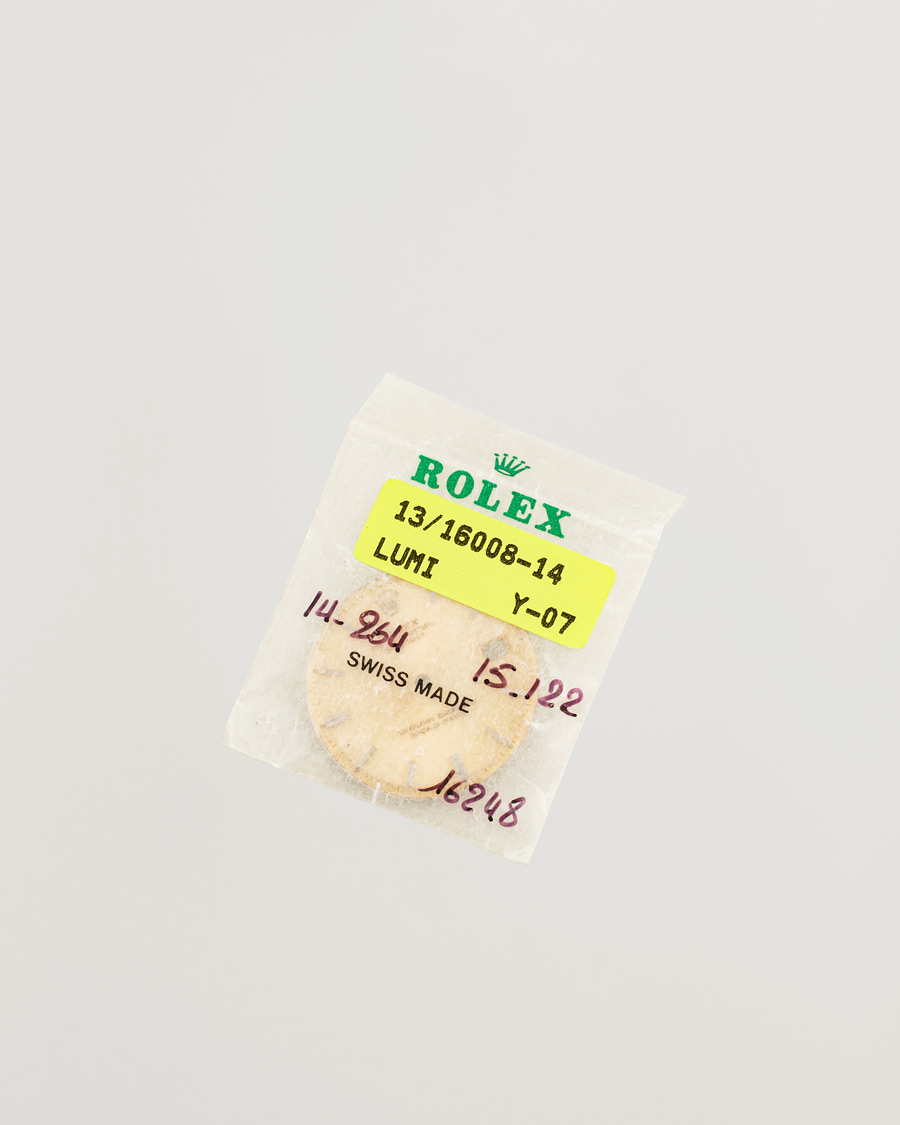 ROLEX
13/16008-14
LUMI
Y-07
14-264
SWISS MADE
15.122
16248